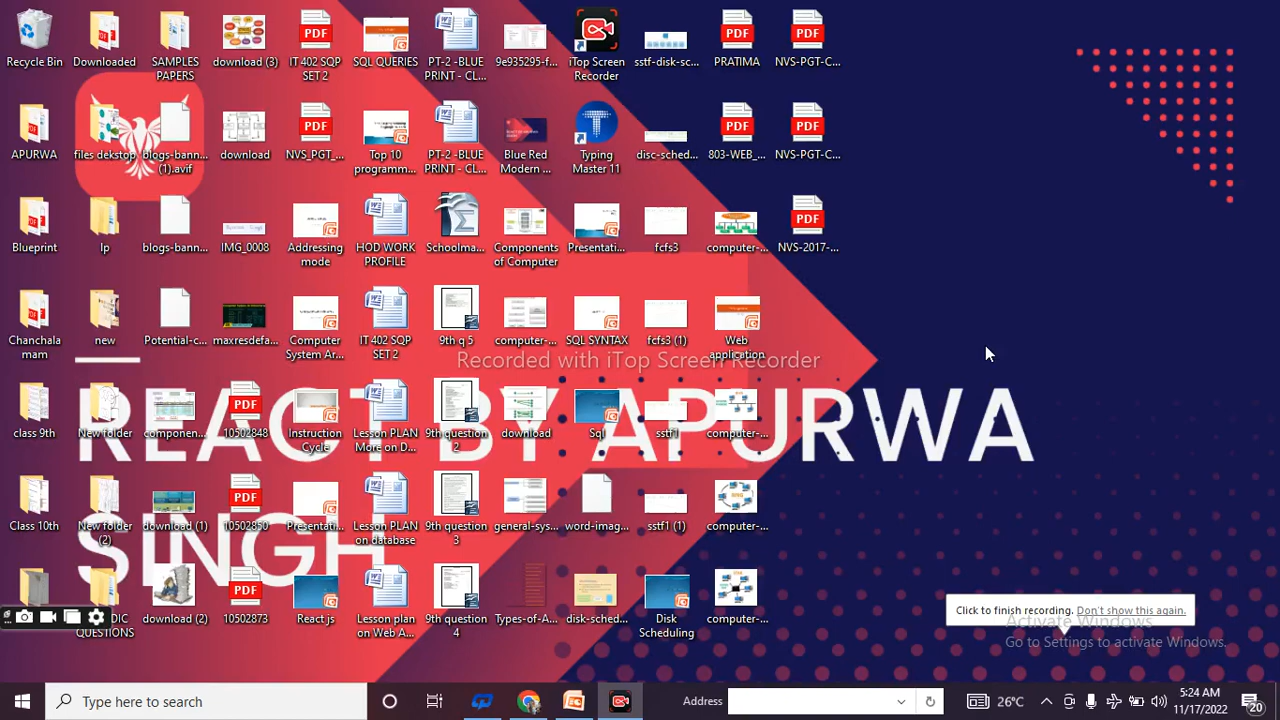 Recycle Bin
Downloaded
SAMPLES PAPERS
download (3)
IT 402 SQP SET 2
SQL QUERIES
PT-2 -BLUE PRINT - CL...
9e935295-f...
iTop Screen Recorder
sstf-disk-sc...
PRATIMA
NVS-PGT-C...
APURWA
files dekstop
blogs-bann... (1).avif
download
NVS_PGT_...
Top 10 programm...
PT-2 -BLUE PRINT - CL...
Blue Red Modern ...
Typing Master 11
disc-sched...
803-WEB_...
NVS-PGT-C...
Blueprint
Ip
blogs-bann...
IMG_0008
Addressing mode
HOD WORK PROFILE
Schoolma...
Components of Computer
Presentati...
fcfs3
computer-...
NVS-2017-...
Chanchala mam
new
Potential-c...
maxresdefa...
Computer System Ar...
IT 402 SQP SET 2
9th q 5
computer-...
SQL SYNTAX
fcfs3 (1)
Web application
Recorded with iTop Screen Recorder
REACT BY APURWA
class 9th
New folder
componen...
10502848
Instruction Cycle
Lesson PLAN More on D...
9th question 2
download
Sql
sstf1
computer-...
Class 10th
New folder (2)
download (1)
10502850
Presentati...
Lesson PLAN on database
9th question 3
general-sys...
word-imag...
sstf1 (1)
computer-...
SINGH
QUESTIONS
download (2)
10502873
React js
Lesson plan on Web A...
9th question 4
Types-of-A...
disk-sched...
Disk Scheduling
computer-...
Click to finish recording. Don't show this again.
Activate Windows
Go to Settings to activate Windows.
Type here to search
Address
26°C
:24 AM
11/17/2022
20